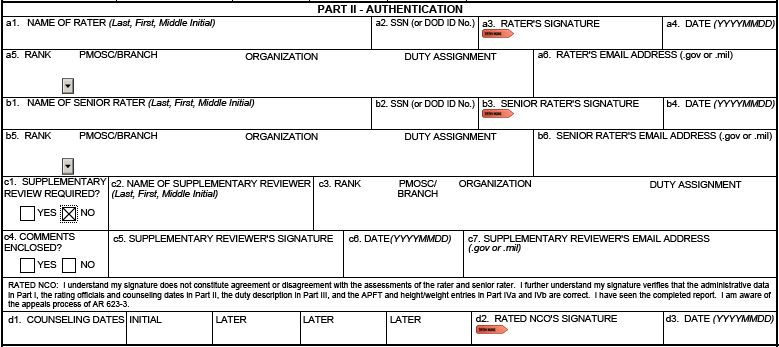 PART II - AUTHENTICATION
a1. NAME OF RATER (Last, First, Middle Initial)
a2. SSN (or DOD ID No.)
a3. RATER'S SIGNATURE
a4. DATE (YYYYMMDD)
a5. RANK
PMOSC/BRANCH
ORGANIZATION
DUTY ASSIGNMENT
a6. RATER'S EMAIL ADDRESS (.gov or .mil)
b1. NAME OF SENIOR RATER (Last, First, Middle Initial)
b2. SSN (or DOD ID No.)
b3. SENIOR RATER'S SIGNATURE
b4. DATE (YYYYMMDD)
b5. RANK
PMOSC/BRANCH
ORGANIZATION
DUTY ASSIGNMENT
b6. SENIOR RATER'S EMAIL ADDRESS (.gov or .mil)
c1. SUPPLEMENTARY
REVIEW REQUIRED?
YES NO
c2. NAME OF SUPPLEMENTARY REVIEWER
(Last, First, Middle Initial)
c3. RANK
PMOSC/
BRANCH
ORGANIZATION
DUTY ASSIGNMENT
c4. COMMENTS
ENCLOSED?
YES NO
c5. SUPPLEMENTARY REVIEWER'S SIGNATURE
c6. DATE(YYYYMMDD)
c7. SUPPLEMENTARY REVIEWER'S EMAIL ADDRESS
(.gov or .mil)
RATED NCO: I understand my signature does not constitute agreement or disagreement with the assessments of the rater and senior rater. I further understand my signature verifies that the administrative data
in Part I, the rating officials and counseling dates in Part II, the duty description in Part III, and the APFT and height/weight entries in Part IVa and IVb are correct. I have seen the completed report. I am aware of
the appeals process of AR 623-3.
d1. COUNSELING DATES
INITIAL
LATER
LATER
LATER
d2. RATED NCO'S SIGNATURE
d3. DATE (YYYYMMDD)